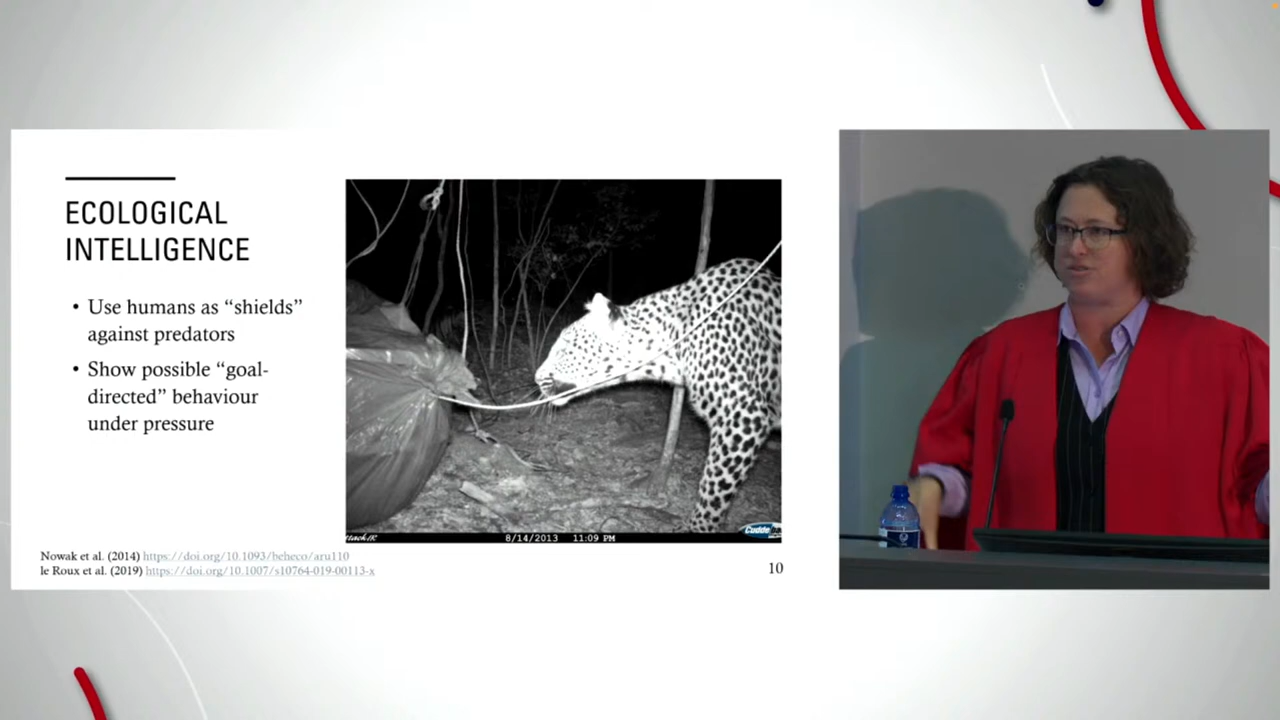 ECOLOGICAL
INTELLIGENCE
• Use humans as “shields”
against predators
• Show possible “goal-
directed” behaviour
under pressure
8/14/2013 11:09 PM
Nowak et al. (2014) https://doi.org/10.1093/beheco/aru110
le Roux et al. (2019) https://doi.org/10.1007/s10764-019-00113-x
10